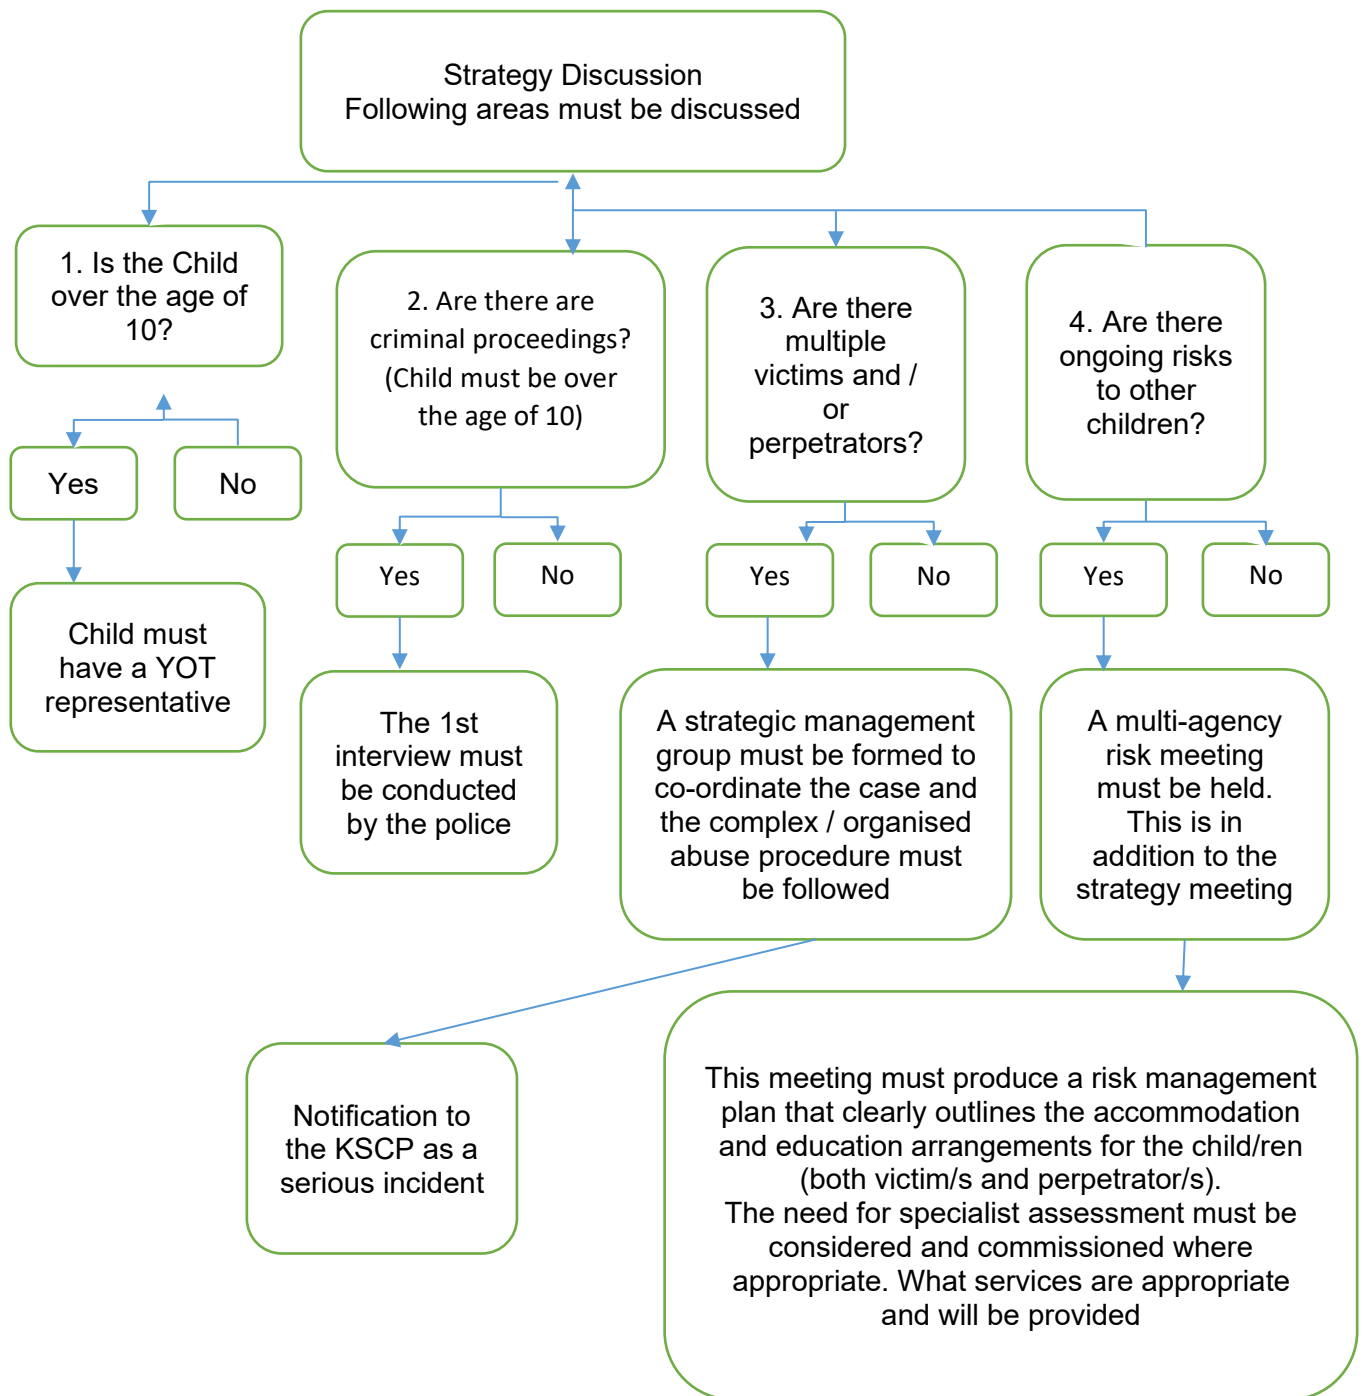 Strategy Discussion
Following areas must be discussed
1. Is the Child
over the age of
10?
Yes
No
Child must
have a YOT
representative
2. Are there are
criminal proceedings?
(Child must be over
the age of 10)
Yes
No
The 1st
interview must
be conducted
by the police
3. Are there
multiple
victims and /
or
perpetrators?
Yes
No
A strategic management
group must be formed to
co-ordinate the case and
the complex / organised
abuse procedure must
be followed
Notification to
the KSCP as a
serious incident
4. Are there
ongoing risks
to other
children?
Yes
No
A multi-agency
risk meeting
must be held.
This is in
addition to the
strategy meeting
This meeting must produce a risk management
plan that clearly outlines the accommodation
and education arrangements for the child/ren
(both victim/s and perpetrator/s).
The need for specialist assessment must be
considered and commissioned where
appropriate. What services are appropriate
and will be provided